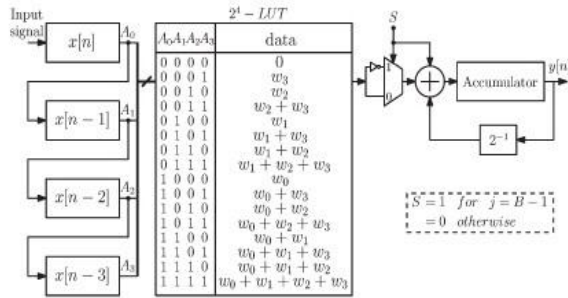 Input
signal
x[n]
A₀
x[n − 1]
A₁
x[n − 2]
A₂
x[n − 3]
A₃
2⁴ − LUT
A₀A₁A₂A₃ data
0 0 0 0 0
0 0 0 1 w₃
0 0 1 0 w₂
0 0 1 1 w₂ + w₃
0 1 0 0 w₁
0 1 0 1 w₁ + w₃
0 1 1 0 w₁ + w₂
0 1 1 1 w₁ + w₂ + w₃
1 0 0 0 w₀
1 0 0 1 w₀ + w₃
1 0 1 0 w₀ + w₂
1 0 1 1 w₀ + w₂ + w₃
1 1 0 0 w₀ + w₁
1 1 0 1 w₀ + w₁ + w₃
1 1 1 0 w₀ + w₁ + w₂
1 1 1 1 w₀ + w₁ + w₂ + w₃
S
1
0
+
Accumulator
y[n
2⁻¹
S = 1 for j = B − 1
= 0 otherwise